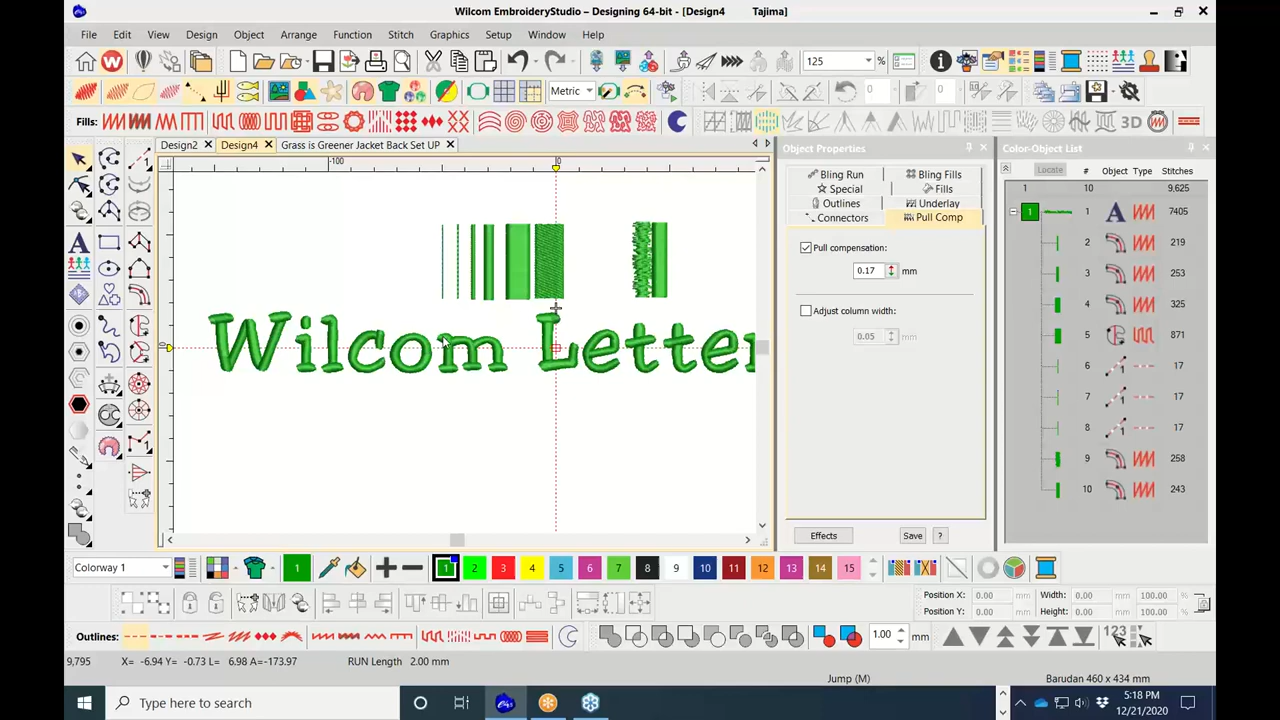 Wilcom EmbroideryStudio – Designing 64-bit - [Design4 Tajima]
File Edit View Design Object Arrange Function Stitch Graphics Setup Window Help
125 %
Metric 0 0
Fills: 3D
Design2 Design4 Grass is Greener Jacket Back Set UP
Object Properties
Color-Object List
-100 0
Bling Run Bling Fills
Special Fills
Outlines Underlay
Connectors Pull Comp
Pull compensation:
0.17 mm
Adjust column width:
0.05 mm
Effects Save ?
Locate # Object Stitches
Type
1 10 9.625
1 1 A 7405
2 219
3 253
4 325
5 871
6 17
7 17
8 17
9 258
10 243
Wilcom Letter
Colorway 1 1 1 2 3 4 5 6 7 8 9 10 11 12 13 14 15
Position X: 0.00 mm Width: 0.00 mm 100.00 %
Position Y: 0.00 mm Height: 0.00 mm 100.00 %
Outlines: 1.00 mm 123
9,795 X= -6.94 Y= -0.73 L= 6.98 A=-173.97 RUN Length 2.00 mm
Jump (M) Barudan 460 x 434 mm
Type here to search
5:18 PM
12/21/2020